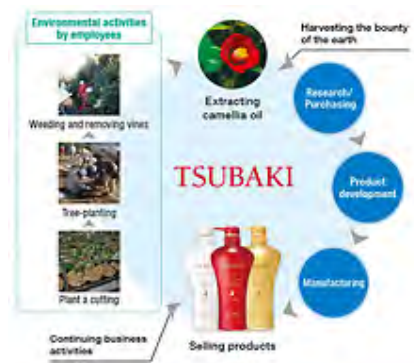 Environmental activities
by employees
Weeding and removing vines
Tree-planting
Plant a cutting
Continuing business
activities
Extracting
camellia oil
Harvesting the bounty
of the earth
Research/
Purchasing
Product
development
Manufacturing
TSUBAKI
Selling products